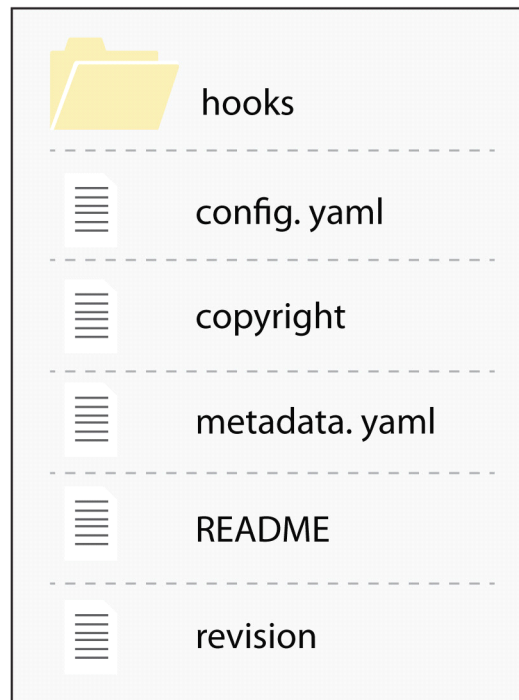 hooks
config. yaml
copyright
metadata. yaml
README
revision